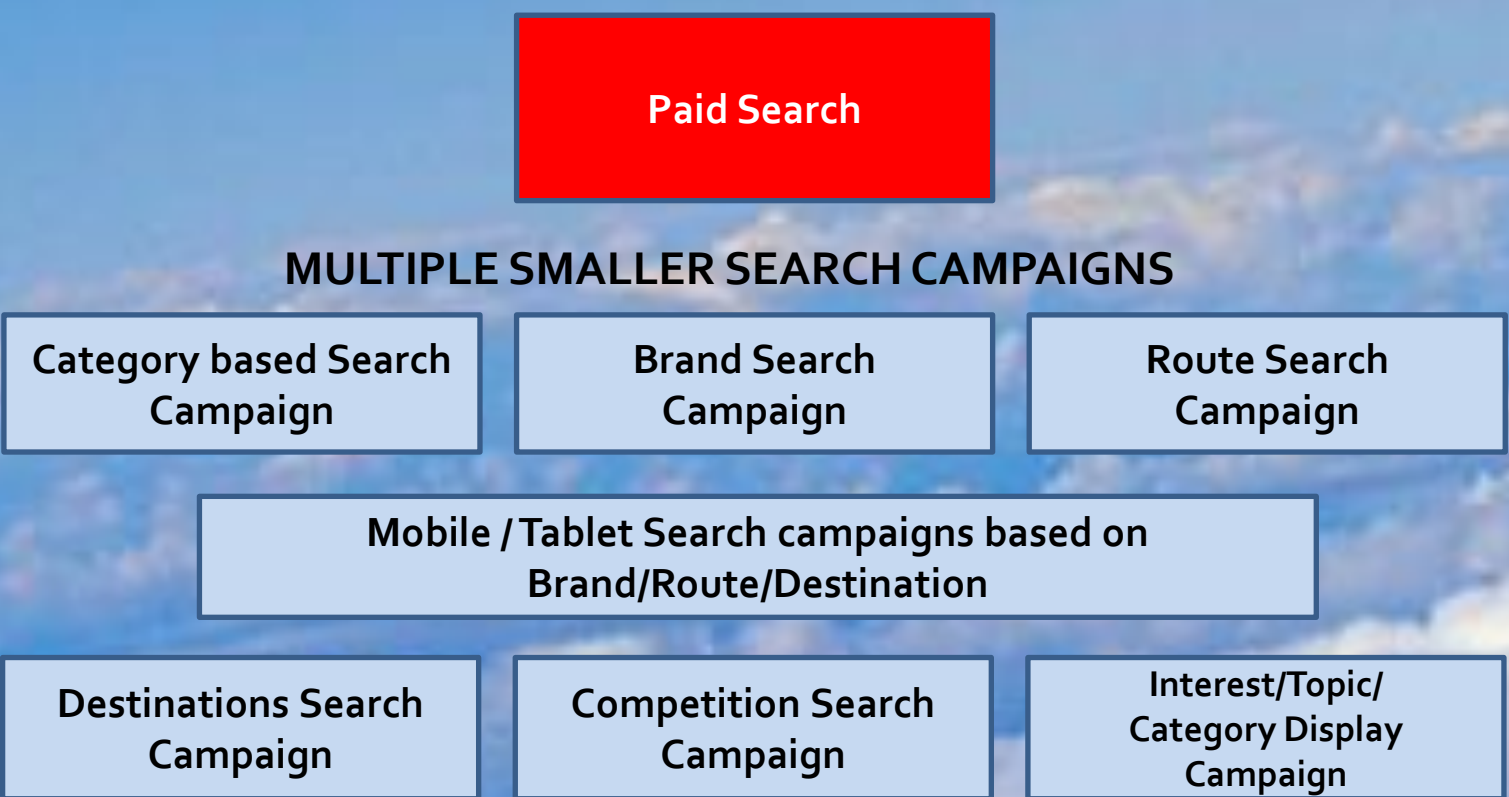 Paid Search
MULTIPLE SMALLER SEARCH CAMPAIGNS
Category based Search
Campaign
Brand Search
Campaign
Route Search
Campaign
Mobile / Tablet Search campaigns based on
Brand/Route/Destination
Destinations Search
Campaign
Competition Search
Campaign
Interest/Topic/
Category Display
Campaign